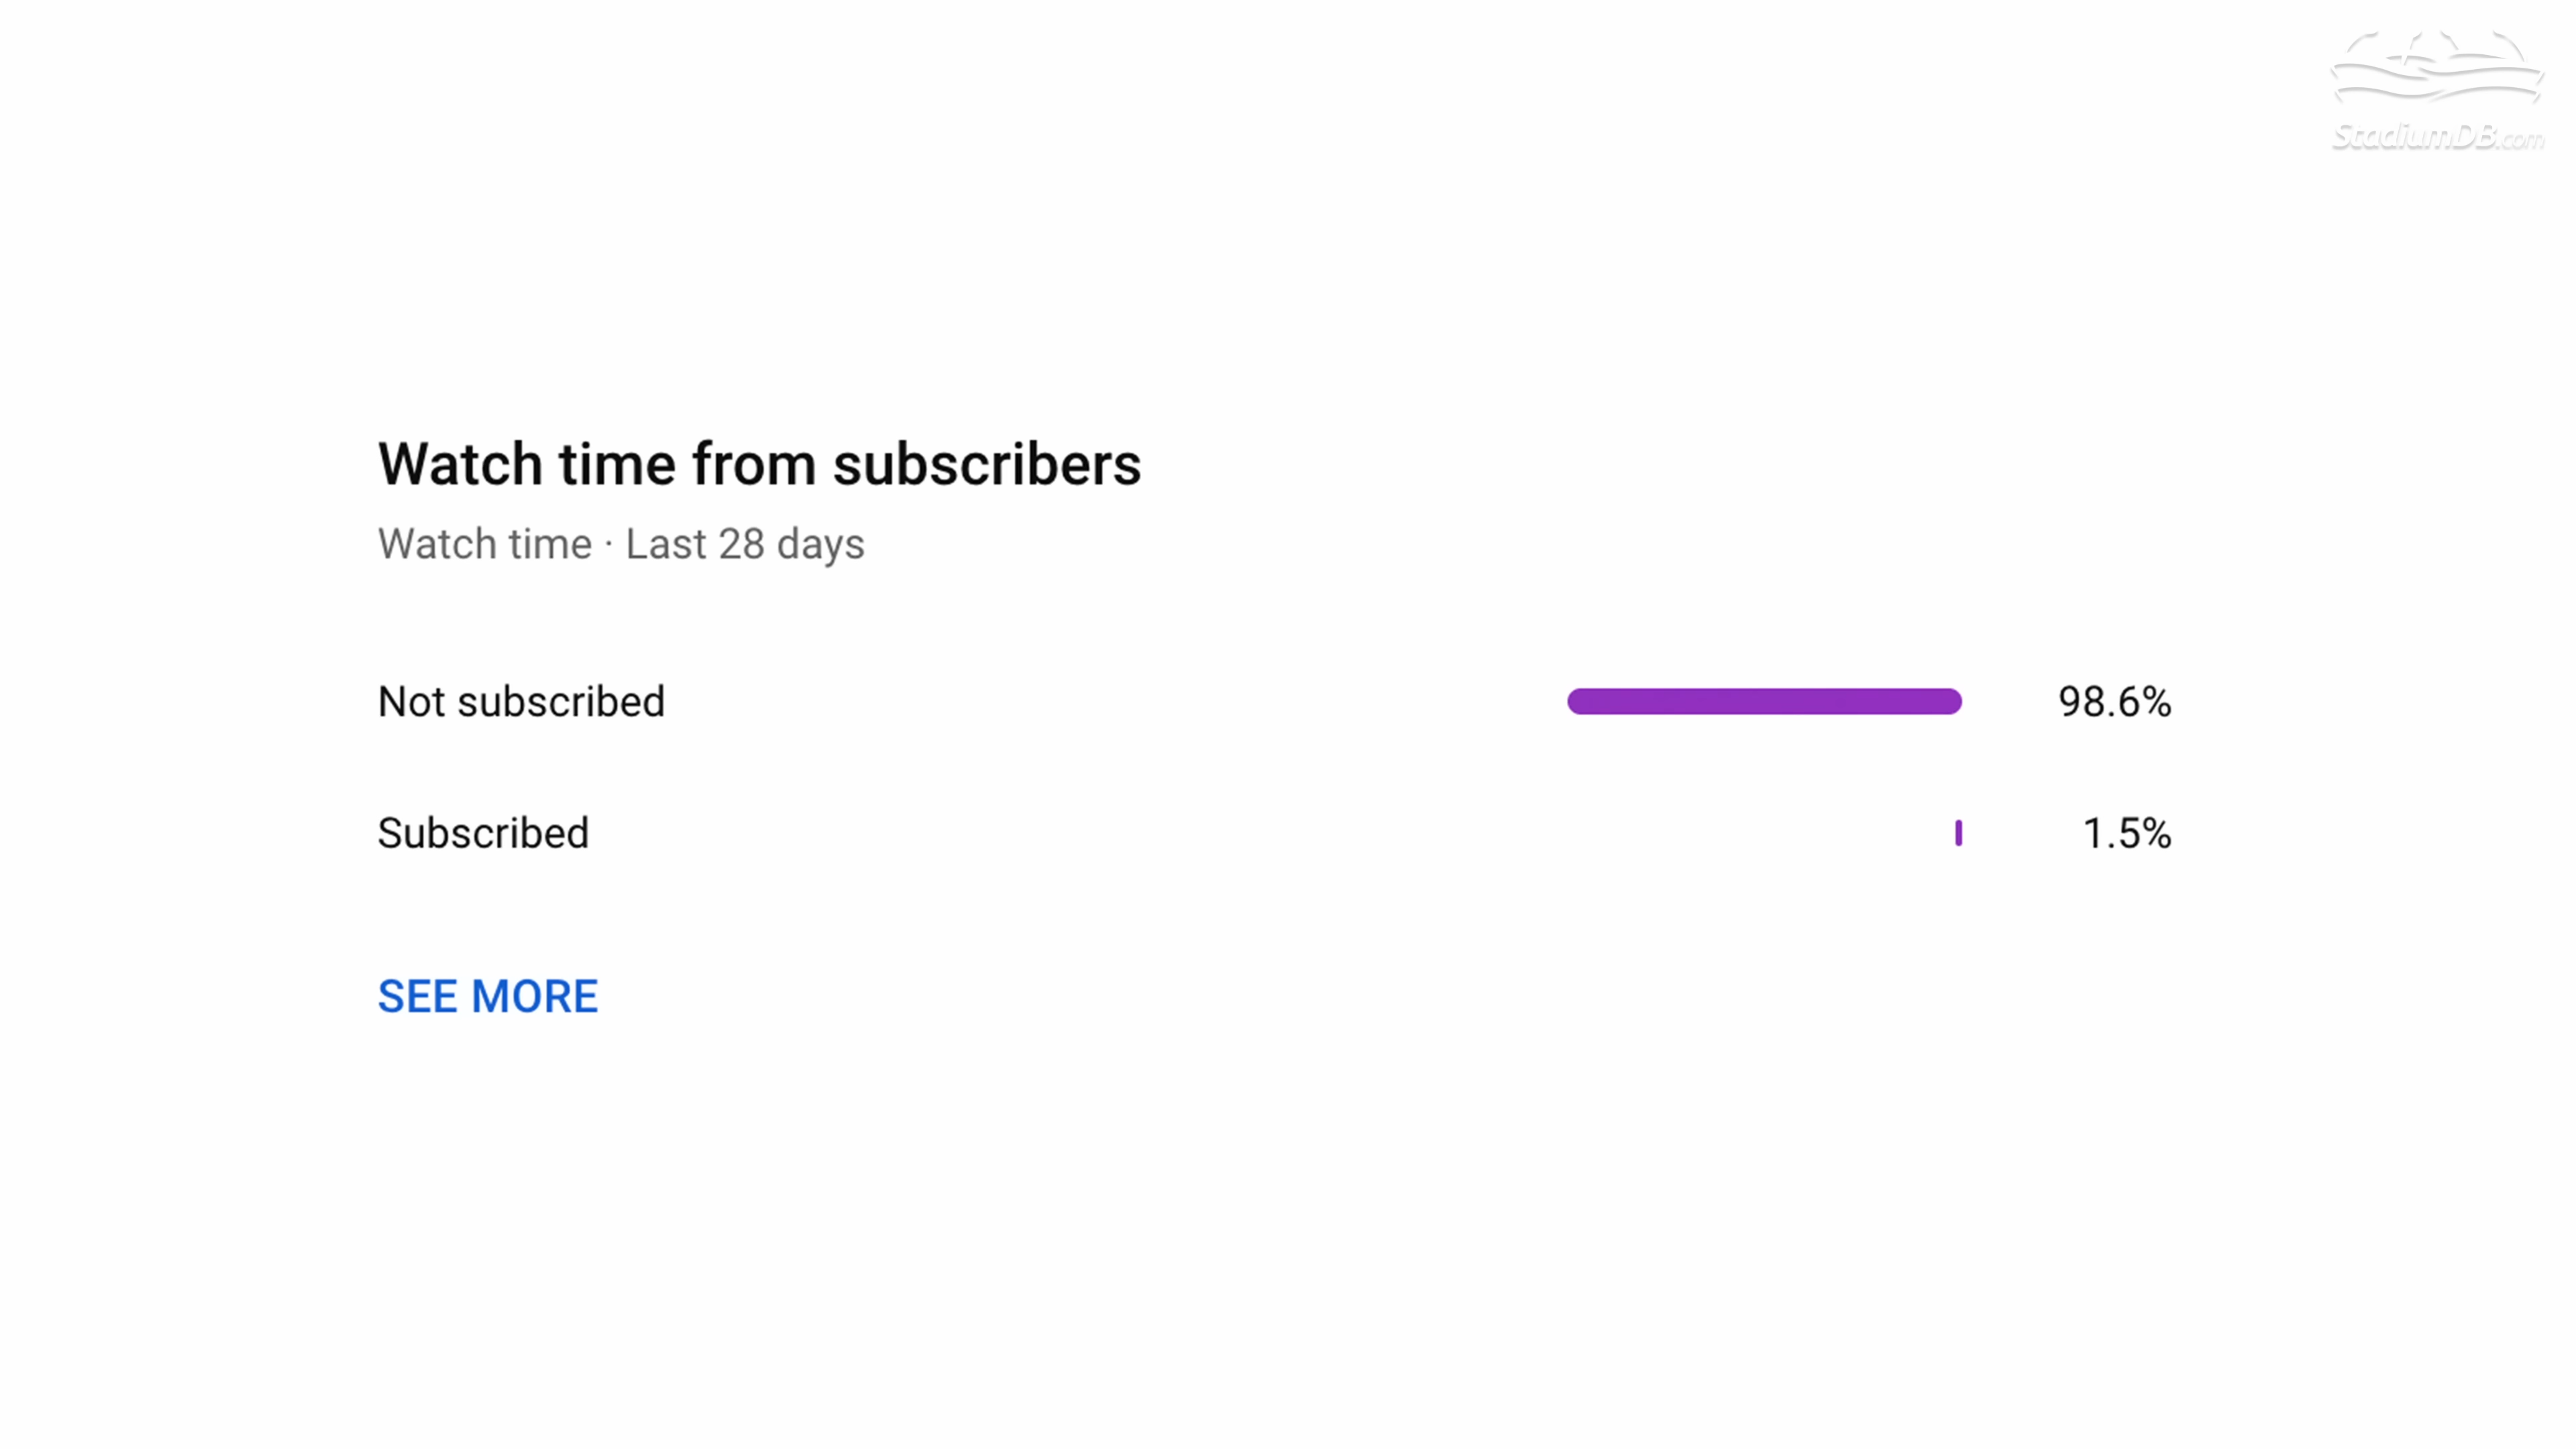 StadiumDB.com
Watch time from subscribers
Watch time · Last 28 days
Not subscribed 98.6%
Subscribed 1.5%
SEE MORE